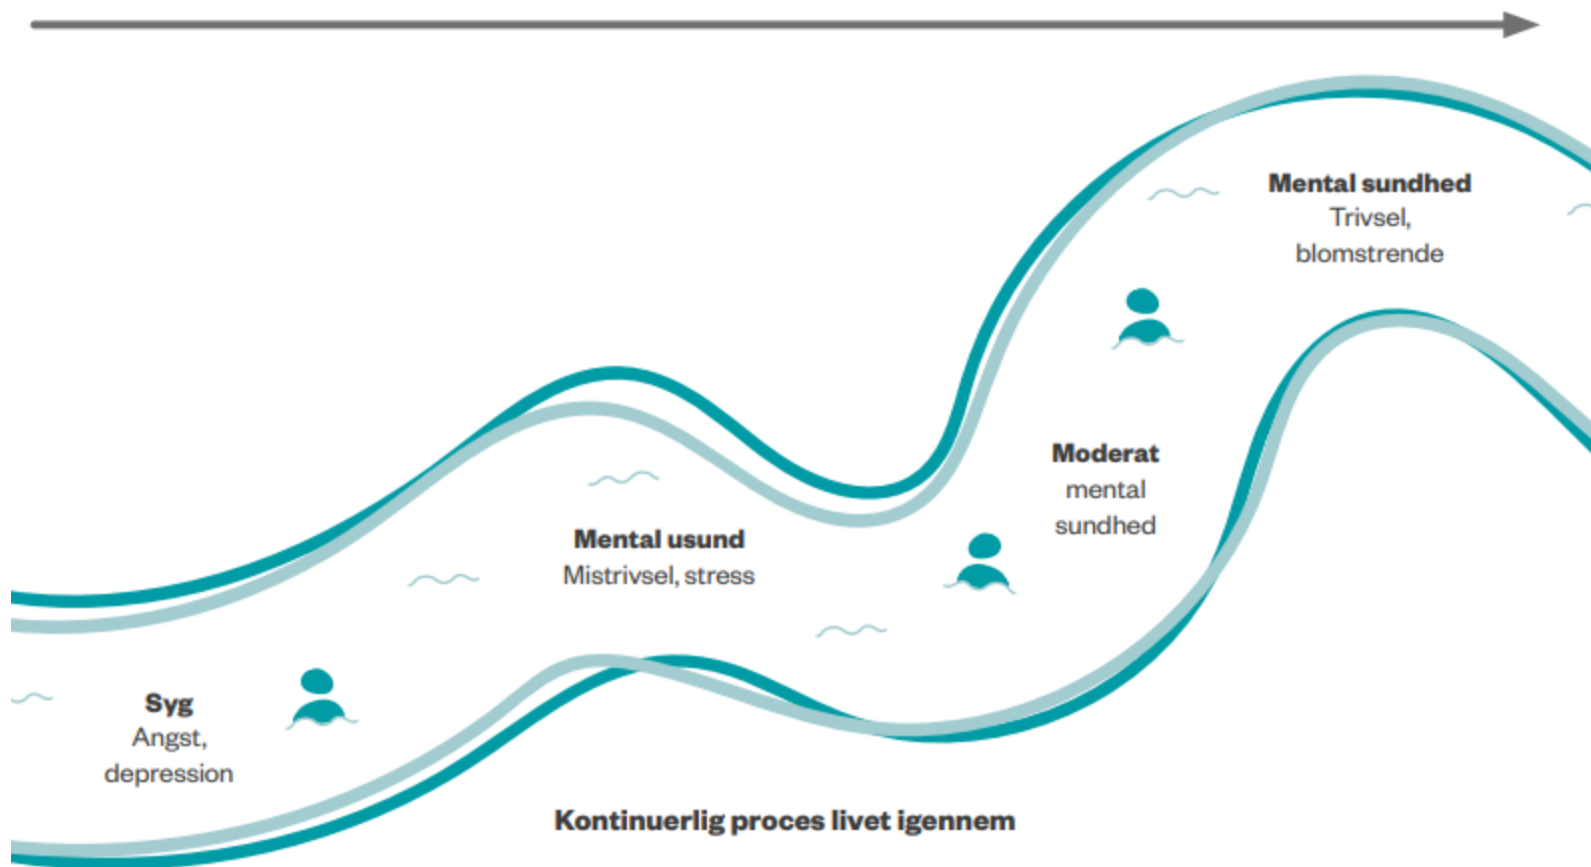 Mental sundhed
Trivsel,
blomstrende
Moderat
mental
sundhed
Mental usund
Mistrivsel, stress
Syg
Angst,
depression
Kontinuerlig proces livet igennem